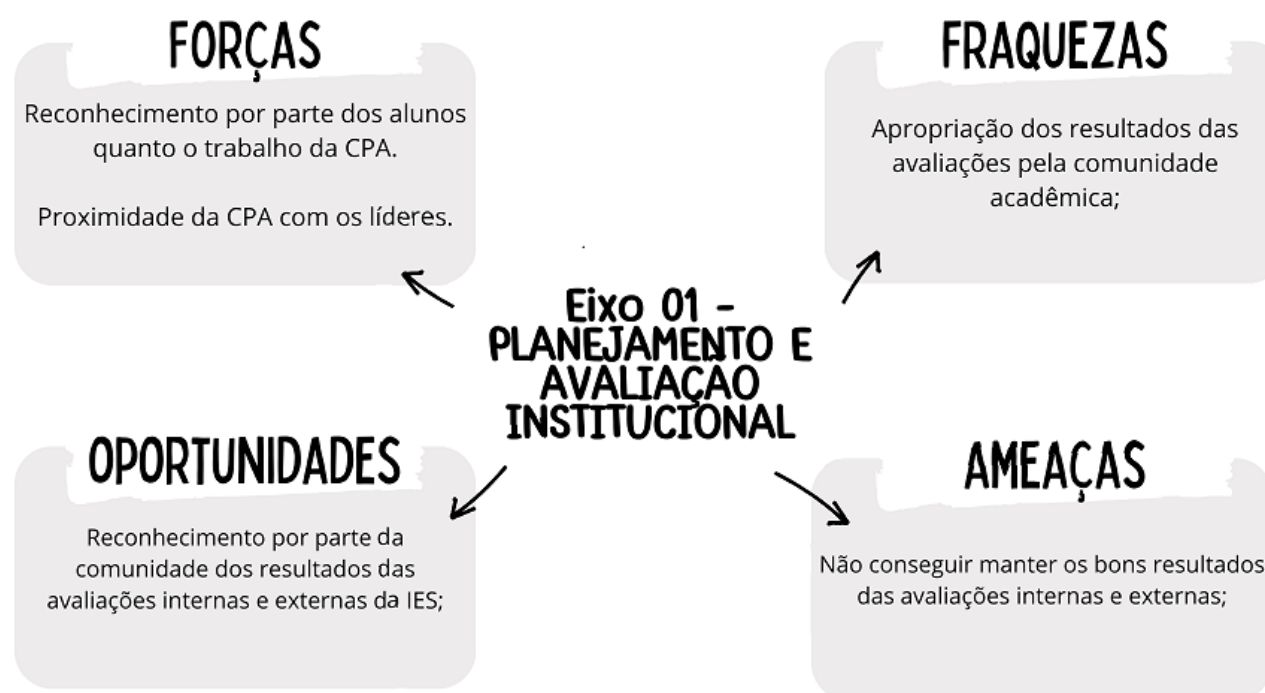 FORÇAS
Reconhecimento por parte dos alunos
quanto o trabalho da CPA.
Proximidade da CPA com os líderes.
FRAQUEZAS
Apropriação dos resultados das
avaliações pela comunidade
acadêmica;
Eixo 01 -
PLANEJAMENTO E
AVALIAÇÃO
INSTITUCIONAL
OPORTUNIDADES
Reconhecimento por parte da
comunidade dos resultados das
avaliações internas e externas da IES;
AMEAÇAS
Não conseguir manter os bons resultados
das avaliações internas e externas;